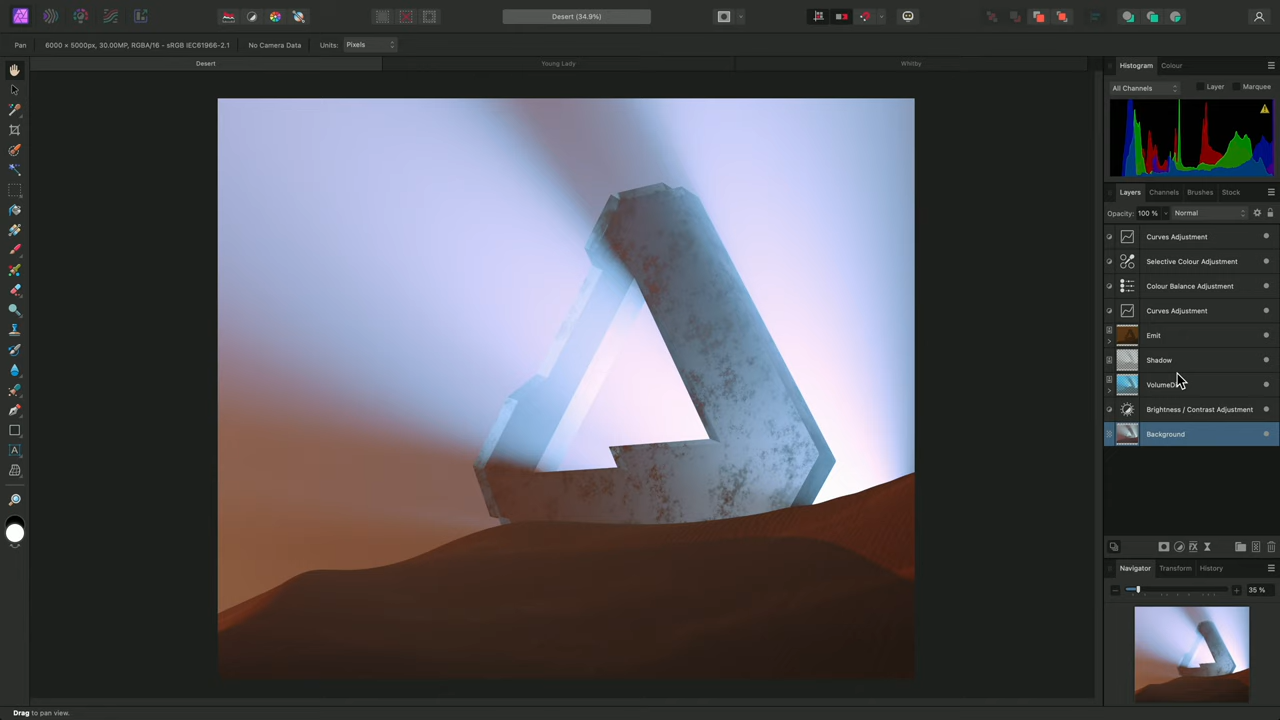 Desert (34.9%)
Pan
6000 × 5000px, 30.00MP, RGBA/16 - sRGB IEC61966-2.1
No Camera Data
Units:
Pixels
Desert
Young Lady
Whitby
Histogram
Colour
All Channels
Layer
Marquee
Layers
Channels
Brushes
Stock
Opacity:
100 %
Normal
Curves Adjustment
Selective Colour Adjustment
Colour Balance Adjustment
Curves Adjustment
Emit
Shadow
Brightness / Contrast Adjustment
Background
Navigator
Transform
History
35 %
Drag to pan view.